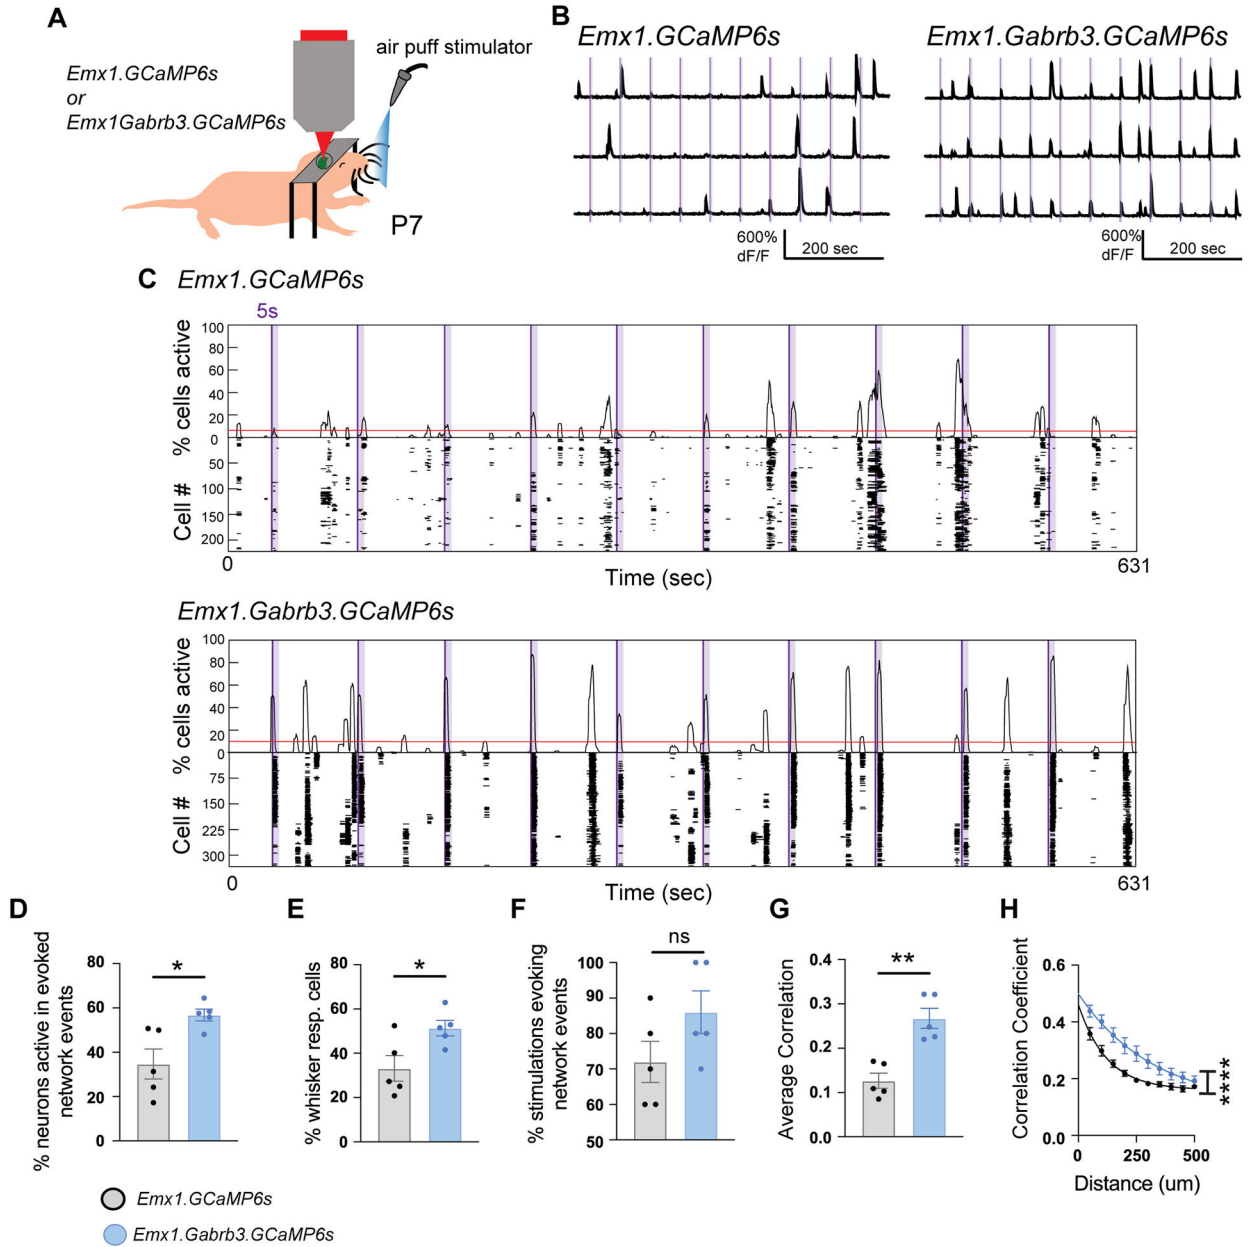 A
Emx1.GCaMP6s
or
Emx1Gabrb3.GCaMP6s
air puff stimulator
P7
B
Emx1.GCaMP6s
Emx1.Gabrb3.GCaMP6s
600%
dF/F
200 sec
600%
dF/F
200 sec
C
Emx1.GCaMP6s
5s
% cells active
100
80
60
40
20
0
Cell #
50
100
150
200
0
Time (sec)
631
Emx1.Gabrb3.GCaMP6s
% cells active
100
80
60
40
20
0
Cell #
75
150
225
300
0
Time (sec)
631
D
% neurons active in evoked
network events
80
60
40
20
0
*
E
% whisker resp. cells
80
60
40
20
0
*
F
% stimulations evoking
network events
100
90
80
70
60
50
ns
G
Average Correlation
0.4
0.3
0.2
0.1
0.0
**
H
Correlation Coefficient
0.6
0.4
0.2
0.0
0
250
500
Distance (um)
****
Emx1.GCaMP6s
Emx1.Gabrb3.GCaMP6s